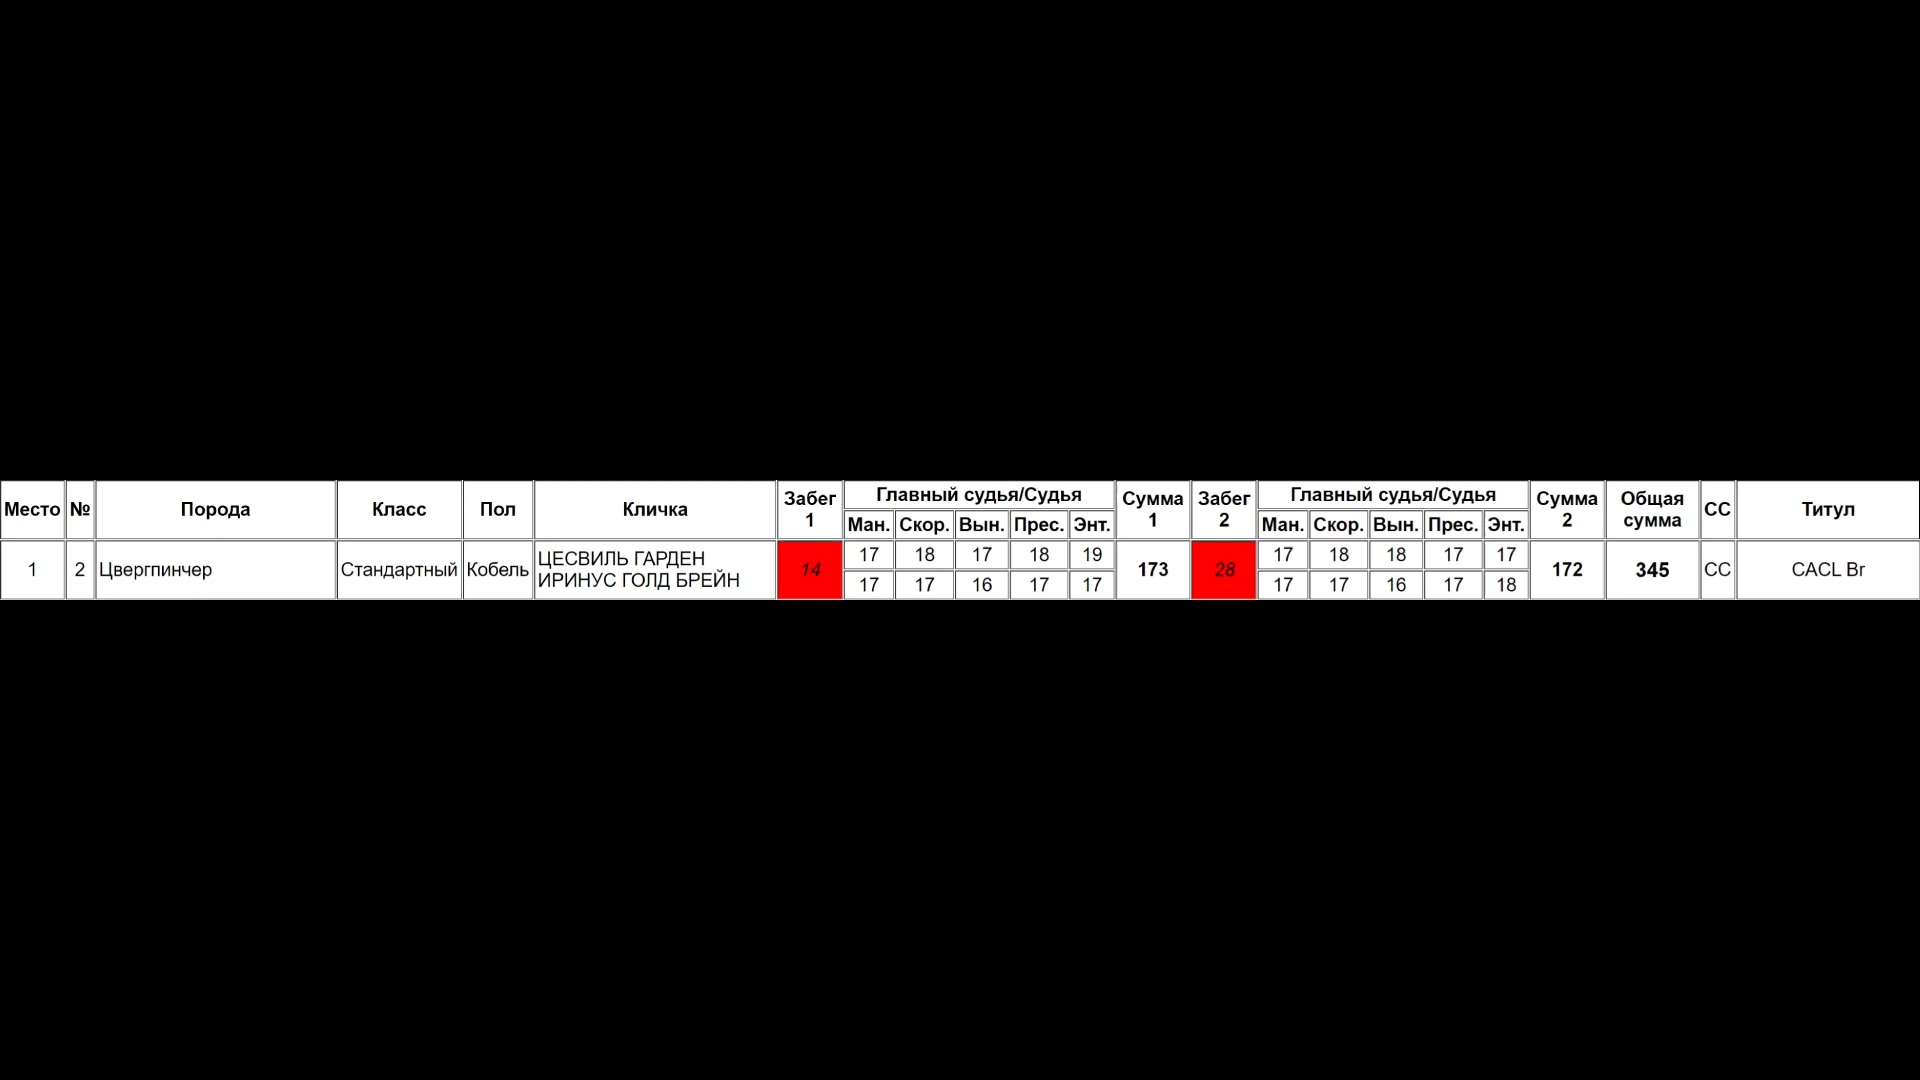 Место № Порода Класс Пол Кличка Забег 1 Главный судья/Судья Сумма 1 Забег 2 Главный судья/Судья Сумма 2 Общая сумма СС Титул
Ман. Скор. Вын. Прес. Энт. Ман. Скор. Вын. Прес. Энт.
1 2 Цвергпинчер Стандартный Кобель ЦЕСВИЛЬ ГАРДЕН ИРИНУС ГОЛД БРЕЙН 14 17 18 17 18 19 173 28 17 18 18 17 17 172 345 СС CACL Br
17 17 16 17 17 17 17 16 17 18